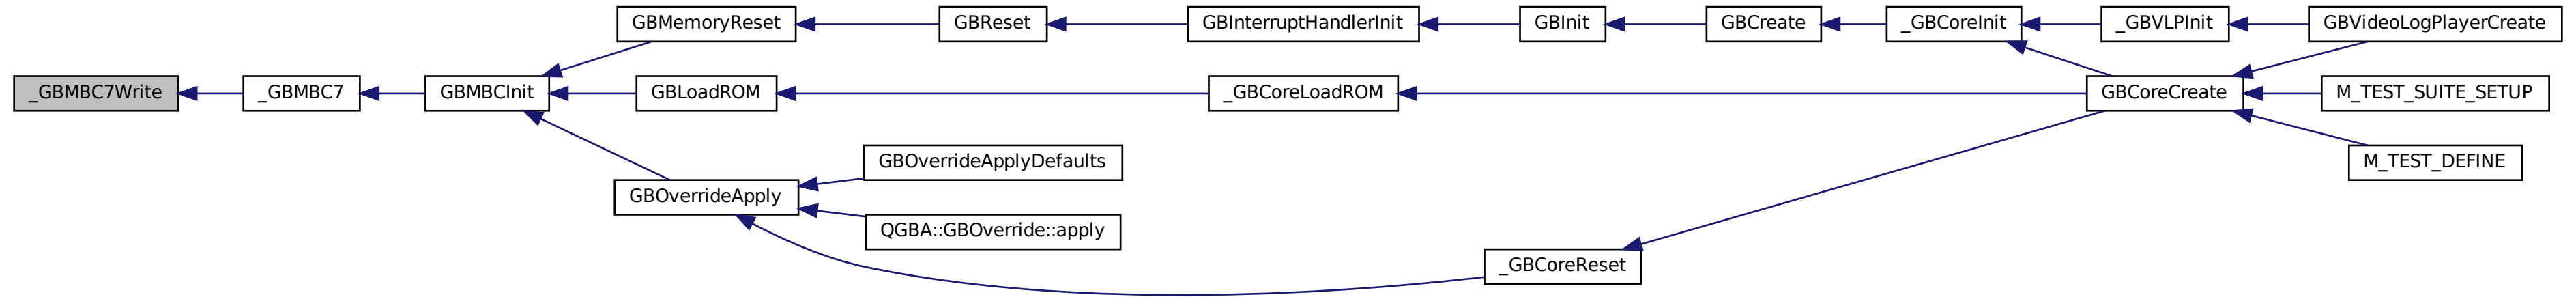 _GBMBC7Write
_GBMBC7
GBMBCInit
GBMemoryReset
GBReset
GBInterruptHandlerInit
GBInit
GBCreate
_GBCoreInit
_GBVLPInit
GBVideoLogPlayerCreate
GBLoadROM
_GBCoreLoadROM
GBCoreCreate
M_TEST_SUITE_SETUP
M_TEST_DEFINE
GBOverrideApply
GBOverrideApplyDefaults
QGBA::GBOverride::apply
_GBCoreReset